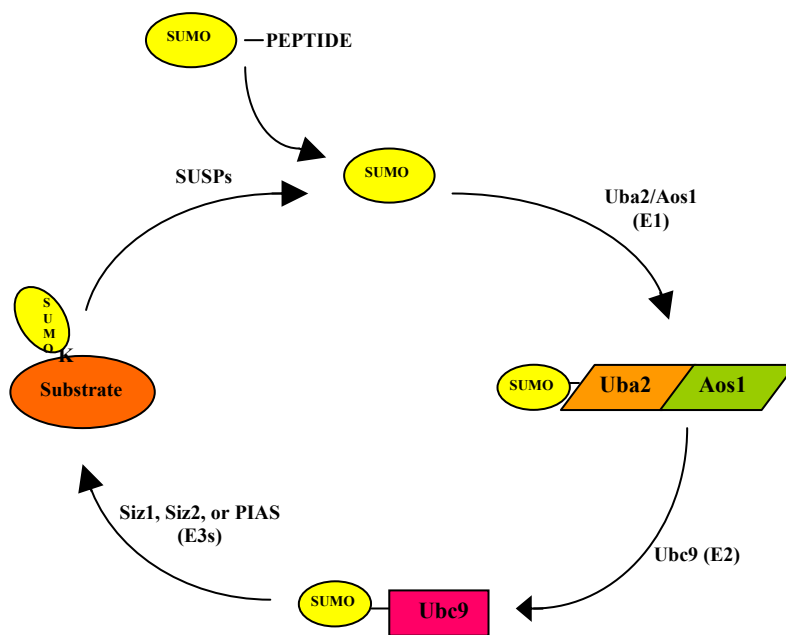 SUMO
PEPTIDE
SUSPs
SUMO
Uba2/Aos1
(E1)
SUMO
K
Substrate
SUMO
Uba2
Aos1
Siz1, Siz2, or PIAS
(E3s)
Ubc9 (E2)
SUMO
Ubc9